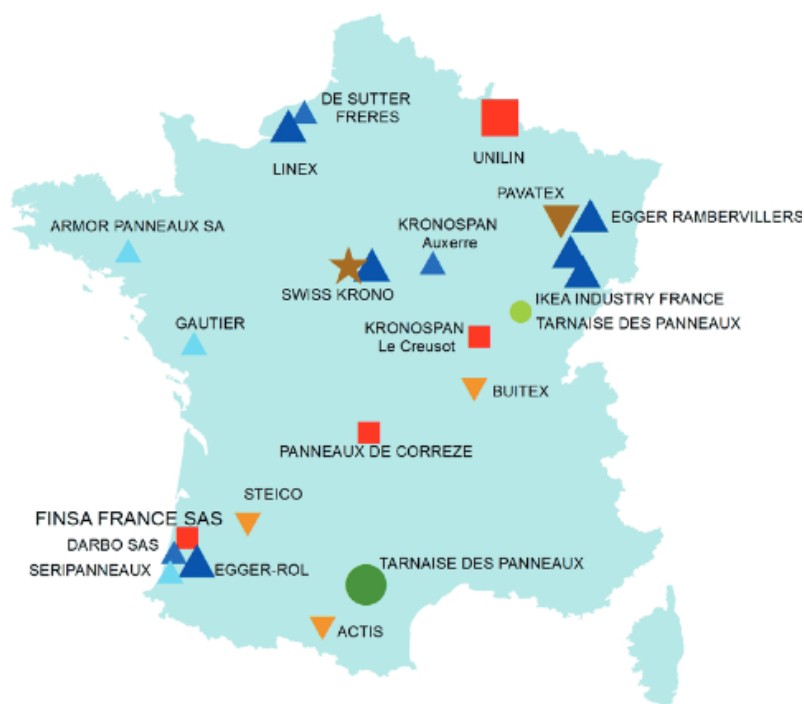 DE SUTTER
FRERES
LINEX
UNILIN
PAVATEX
EGGER RAMBERVILLERS
ARMOR PANNEAUX SA
KRONOSPAN
Auxerre
SWISS KRONO
IKEA INDUSTRY FRANCE
TARNAISE DES PANNEAUX
GAUTIER
KRONOSPAN
Le Creusot
BUITEX
PANNEAUX DE CORREZE
STEICO
FINSA FRANCE SAS
DARBO SAS
SERIPANNEAUX
EGGER-ROL
TARNAISE DES PANNEAUX
ACTIS